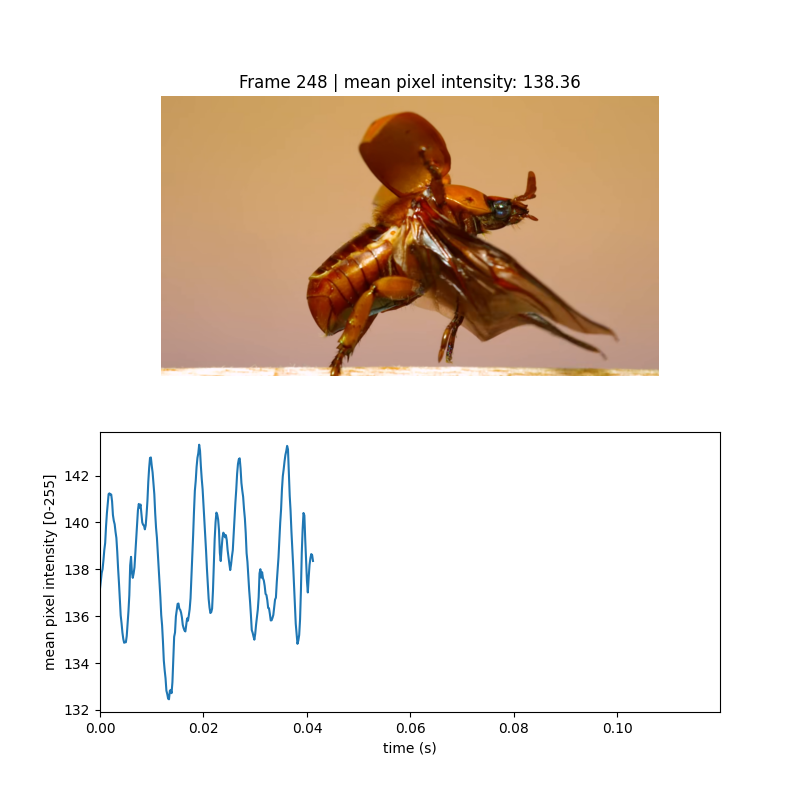 Frame 248 | mean pixel intensity: 138.36
mean pixel intensity [0-255]
142
140
138
136
134
132
0.00 0.02 0.04 0.06 0.08 0.10
time (s)